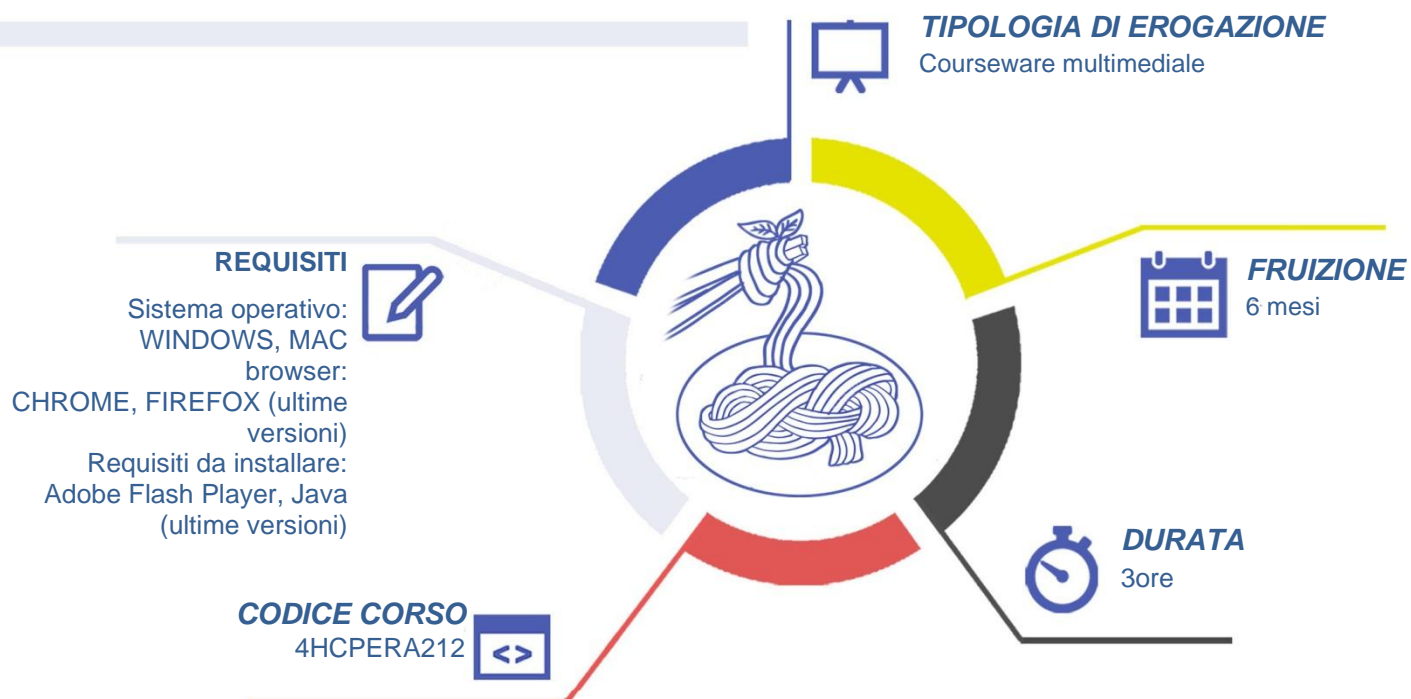 TIPOLOGIA DI EROGAZIONE
Courseware multimediale
REQUISITI
Sistema operativo:
WINDOWS, MAC
browser:
CHROME, FIREFOX (ultime
versioni)
Requisiti da installare:
Adobe Flash Player, Java
(ultime versioni)
FRUIZIONE
6 mesi
DURATA
3ore
CODICE CORSO
4HCPERA212
<>